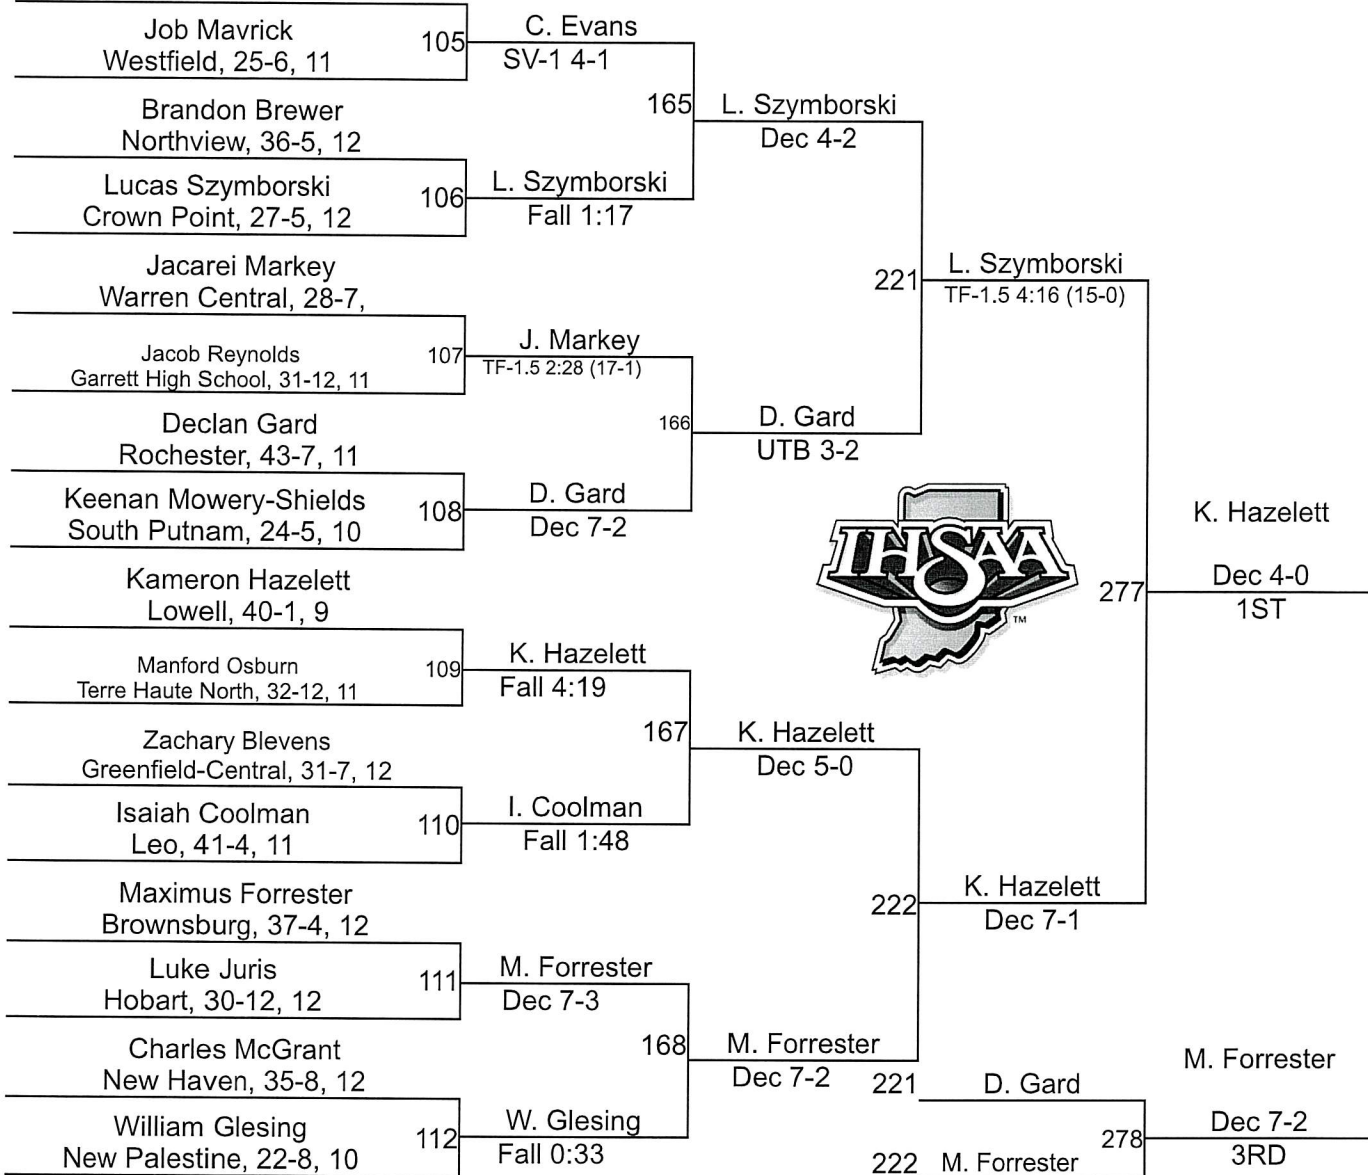 Job Mavrick
Westfield, 25-6, 11
105
C. Evans
SV-1 4-1
Brandon Brewer
Northview, 36-5, 12
165
L. Szymborski
Dec 4-2
Lucas Szymborski
Crown Point, 27-5, 12
106
L. Szymborski
Fall 1:17
Jacarei Markey
Warren Central, 28-7,
221
L. Szymborski
TF-1.5 4:16 (15-0)
Jacob Reynolds
Garrett High School, 31-12, 11
107
J. Markey
TF-1.5 2:28 (17-1)
Declan Gard
Rochester, 43-7, 11
166
D. Gard
UTB 3-2
Keenan Mowery-Shields
South Putnam, 24-5, 10
108
D. Gard
Dec 7-2
IHSAA
TM
Kameron Hazelett
Lowell, 40-1, 9
277
K. Hazelett
Dec 4-0
1ST
Manford Osburn
Terre Haute North, 32-12, 11
109
K. Hazelett
Fall 4:19
Zachary Blevens
Greenfield-Central, 31-7, 12
167
K. Hazelett
Dec 5-0
Isaiah Coolman
Leo, 41-4, 11
110
I. Coolman
Fall 1:48
Maximus Forrester
Brownsburg, 37-4, 12
222
K. Hazelett
Dec 7-1
Luke Juris
Hobart, 30-12, 12
111
M. Forrester
Dec 7-3
Charles McGrant
New Haven, 35-8, 12
168
M. Forrester
Dec 7-2
221
D. Gard
M. Forrester
Dec 7-2
3RD
William Glesing
New Palestine, 22-8, 10
112
W. Glesing
Fall 0:33
278
222
M. Forrester